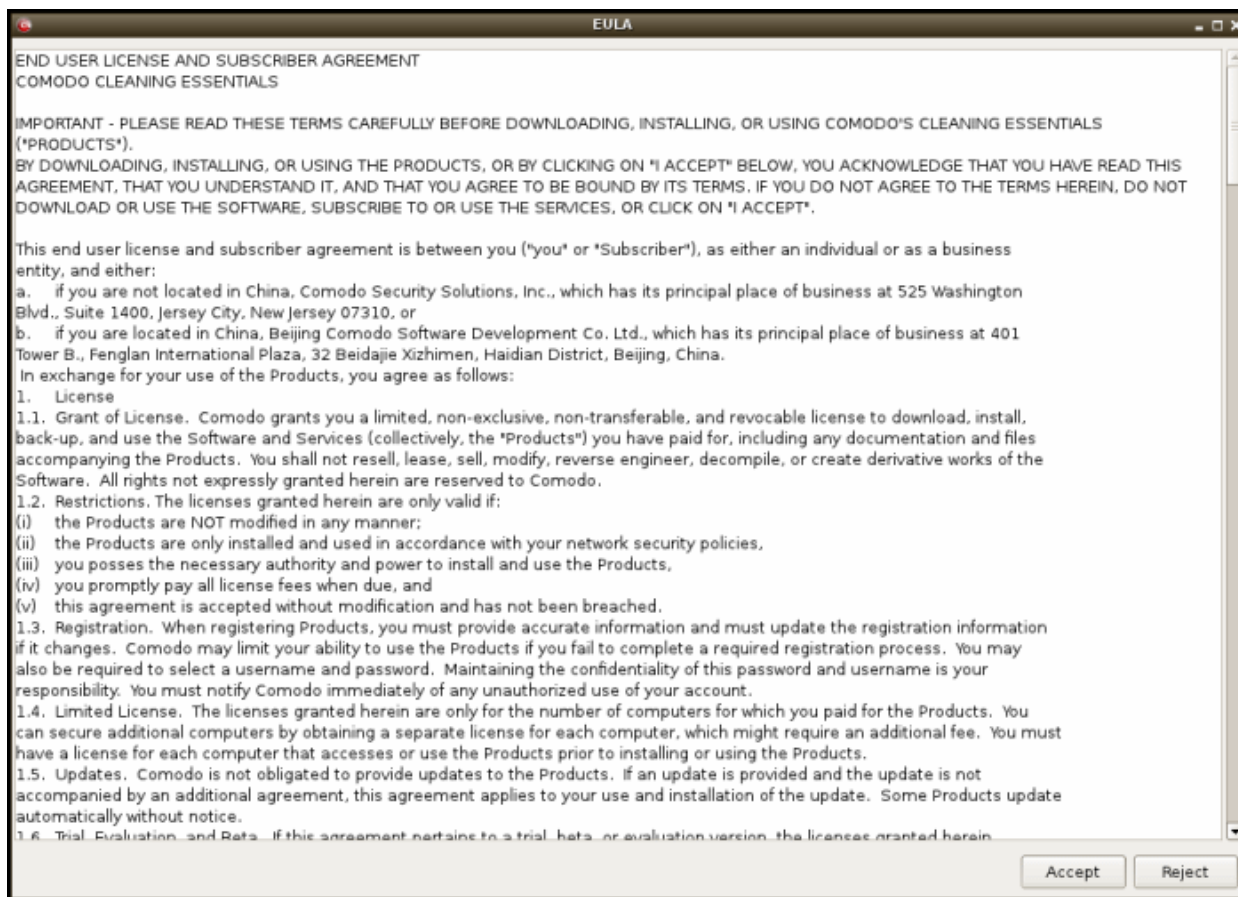 EULA
END USER LICENSE AND SUBSCRIBER AGREEMENT
COMODO CLEANING ESSENTIALS
IMPORTANT - PLEASE READ THESE TERMS CAREFULLY BEFORE DOWNLOADING, INSTALLING, OR USING COMODO'S CLEANING ESSENTIALS
("PRODUCTS").
BY DOWNLOADING, INSTALLING, OR USING THE PRODUCTS, OR BY CLICKING ON "I ACCEPT" BELOW, YOU ACKNOWLEDGE THAT YOU HAVE READ THIS
AGREEMENT, THAT YOU UNDERSTAND IT, AND THAT YOU AGREE TO BE BOUND BY ITS TERMS. IF YOU DO NOT AGREE TO THE TERMS HEREIN, DO NOT
DOWNLOAD OR USE THE SOFTWARE, SUBSCRIBE TO OR USE THE SERVICES, OR CLICK ON "I ACCEPT".
This end user license and subscriber agreement is between you ("you" or "Subscriber"), as either an individual or as a business
entity, and either:
a. if you are not located in China, Comodo Security Solutions, Inc., which has its principal place of business at 525 Washington
Blvd., Suite 1400, Jersey City, New Jersey 07310, or
b. if you are located in China, Beijing Comodo Software Development Co. Ltd., which has its principal place of business at 401
Tower B., Fenglan International Plaza, 32 Beidajie Xizhimen, Haidian District, Beijing, China.
In exchange for your use of the Products, you agree as follows:
1. License
1.1. Grant of License. Comodo grants you a limited, non-exclusive, non-transferable, and revocable license to download, install,
back-up, and use the Software and Services (collectively, the "Products") you have paid for, including any documentation and files
accompanying the Products. You shall not resell, lease, sell, modify, reverse engineer, decompile, or create derivative works of the
Software. All rights not expressly granted herein are reserved to Comodo.
1.2. Restrictions. The licenses granted herein are only valid if:
(i) the Products are NOT modified in any manner;
(ii) the Products are only installed and used in accordance with your network security policies,
(iii) you posses the necessary authority and power to install and use the Products,
(iv) you promptly pay all license fees when due, and
(v) this agreement is accepted without modification and has not been breached.
1.3. Registration. When registering Products, you must provide accurate information and must update the registration information
if it changes. Comodo may limit your ability to use the Products if you fail to complete a required registration process. You may
also be required to select a username and password. Maintaining the confidentiality of this password and username is your
responsibility. You must notify Comodo immediately of any unauthorized use of your account.
1.4. Limited License. The licenses granted herein are only for the number of computers for which you paid for the Products. You
can secure additional computers by obtaining a separate license for each computer, which might require an additional fee. You must
have a license for each computer that accesses or use the Products prior to installing or using the Products.
1.5. Updates. Comodo is not obligated to provide updates to the Products. If an update is provided and the update is not
accompanied by an additional agreement, this agreement applies to your use and installation of the update. Some Products update
automatically without notice.
1.6. Trial, Evaluation, and Beta. If this agreement pertains to a trial, beta, or evaluation version, the licenses granted herein
Accept Reject